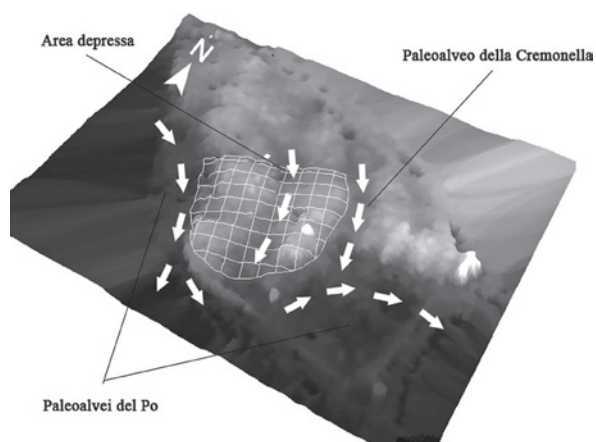 Area depressa
N
Paleoalveo della Cremonella
Paleoalvei del Po